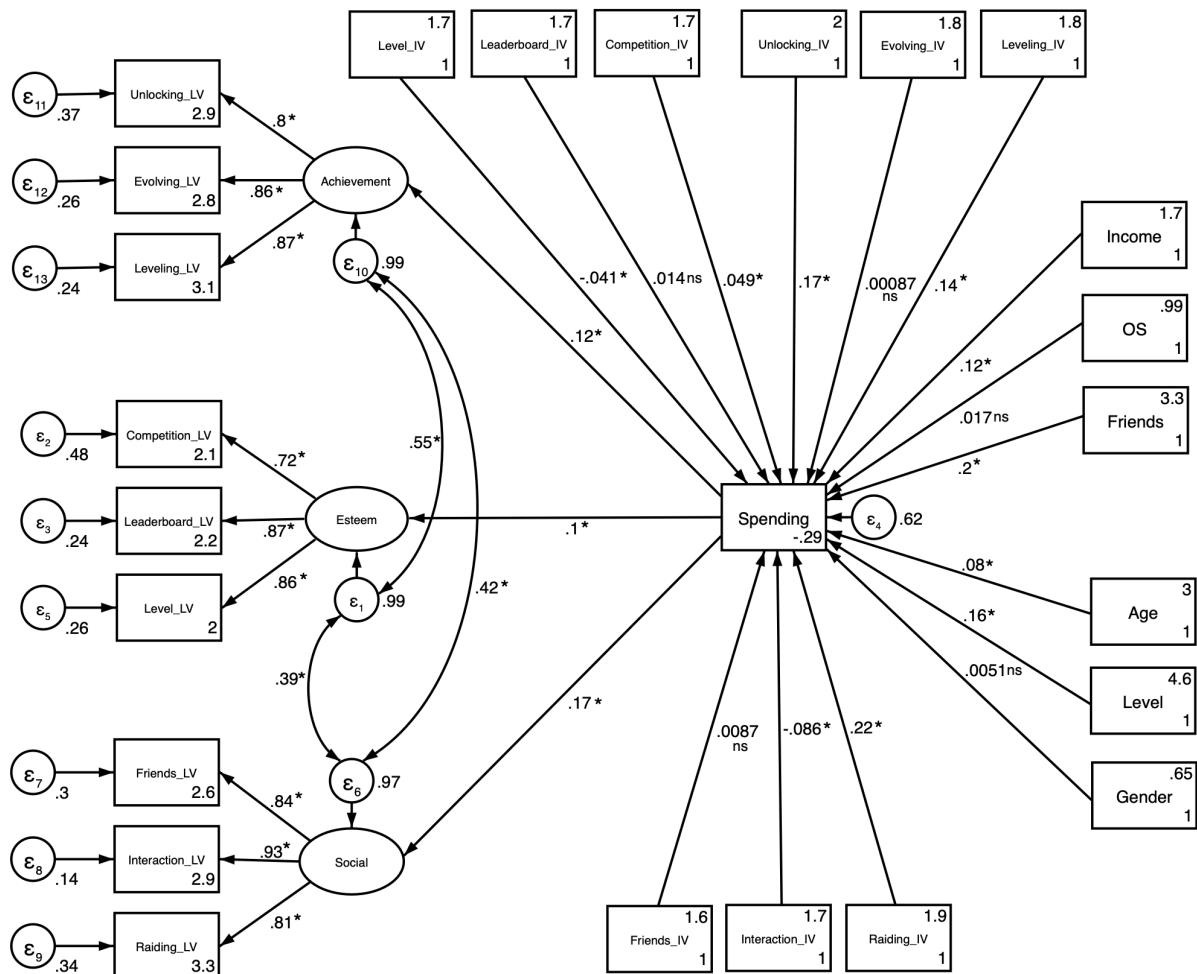 1.7
Level_IV
1
1.7
Leaderboard_IV
1
1.7
Competition_IV
1
2
Unlocking_IV
1
1.8
Evolving_IV
1
1.8
Leveling_IV
1
ε11
.37
Unlocking_LV
2.9
.8*
ε12
.26
Evolving_LV
2.8
.86*
Achievement
ε13
.24
Leveling_LV
3.1
.87*
ε10
.99
-.041*
.014ns
.049*
.17*
.00087
ns
.14*
1.7
Income
1
.12*
.99
OS
1
.017ns
3.3
Friends
1
.2*
.12*
.55*
ε2
.48
Competition_LV
2.1
.72*
ε3
.24
Leaderboard_LV
2.2
.87*
Esteem
.1*
Spending
-.29
ε4
.62
ε5
.26
Level_LV
2
.86*
ε1
.99
.42*
.39*
.08*
3
Age
1
.16*
4.6
Level
1
.0051ns
.65
Gender
1
.17*
.0087
ns
-.086*
.22*
ε7
.3
Friends_LV
2.6
.84*
ε6
.97
ε8
.14
Interaction_LV
2.9
.93*
Social
ε9
.34
Raiding_LV
3.3
.81*
1.6
Friends_IV
1
1.7
Interaction_IV
1
1.9
Raiding_IV
1